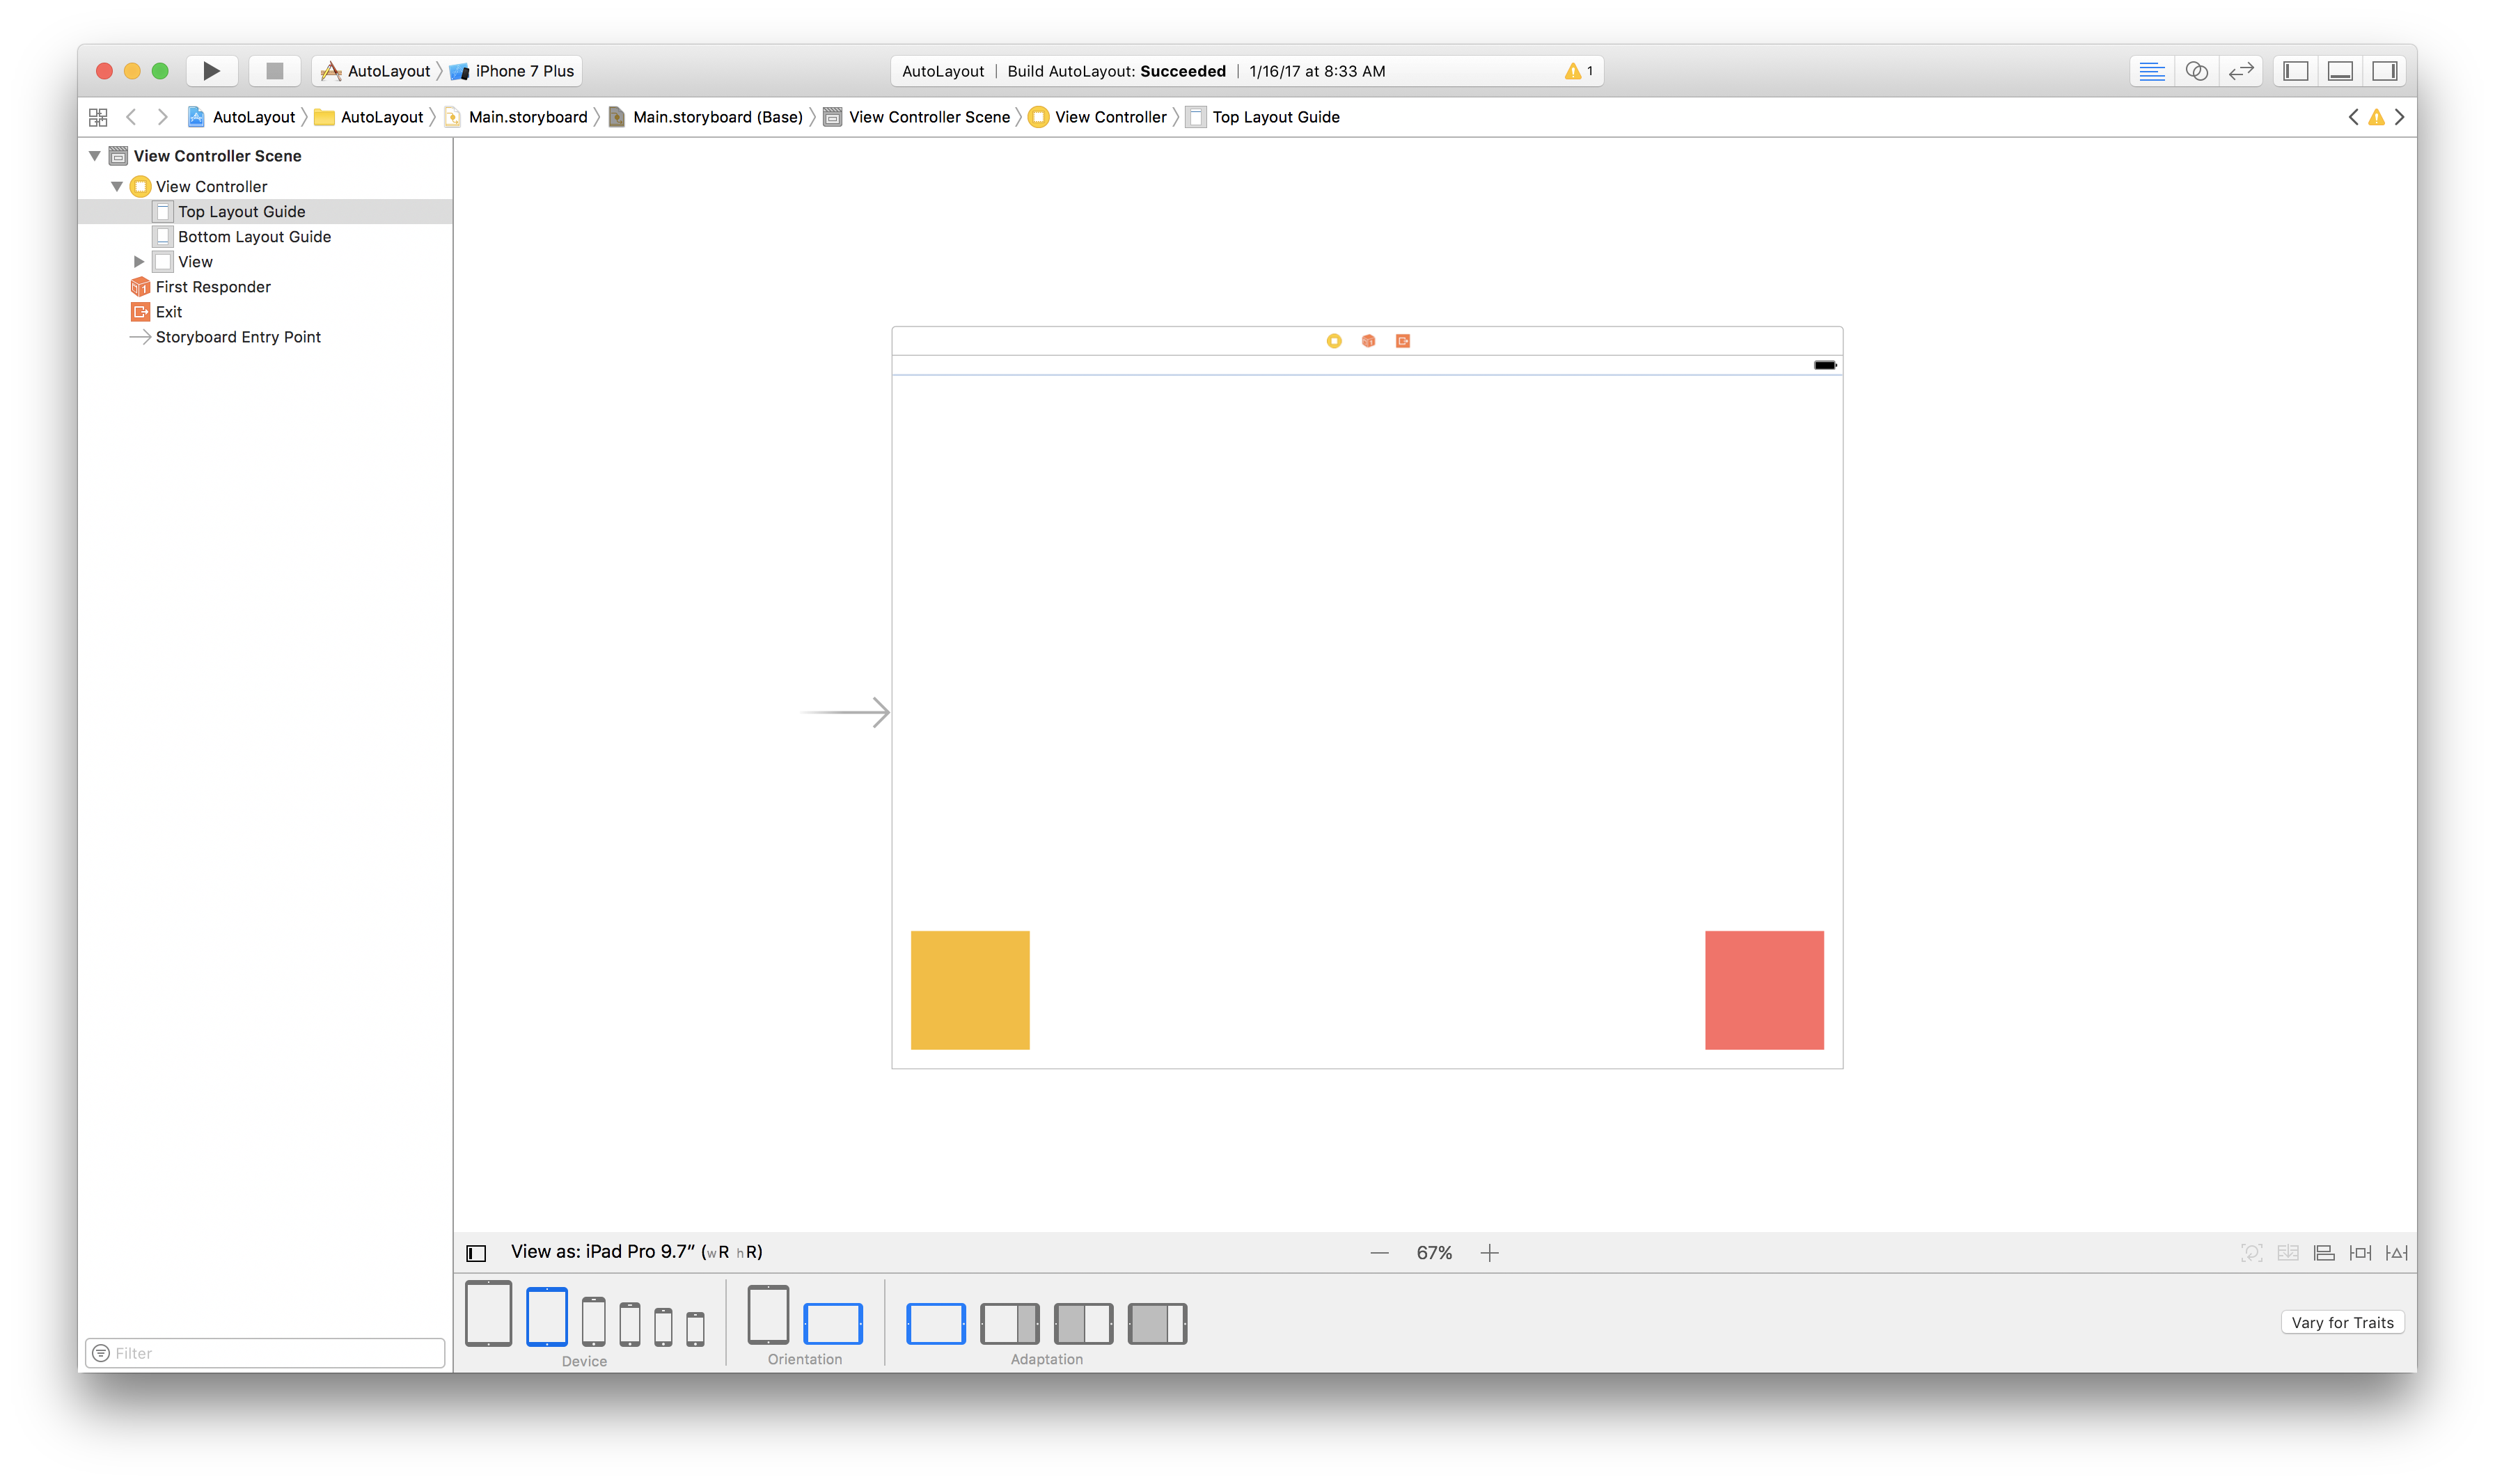 AutoLayout iPhone 7 Plus
AutoLayout | Build AutoLayout: Succeeded | 1/16/17 at 8:33 AM 1
AutoLayout AutoLayout Main.storyboard Main.storyboard (Base) View Controller Scene View Controller Top Layout Guide
View Controller Scene
View Controller
Top Layout Guide
Bottom Layout Guide
View
First Responder
Exit
Storyboard Entry Point
View as: iPad Pro 9.7” (wR hR)
67%
Vary for Traits
Filter
Device
Orientation
Adaptation